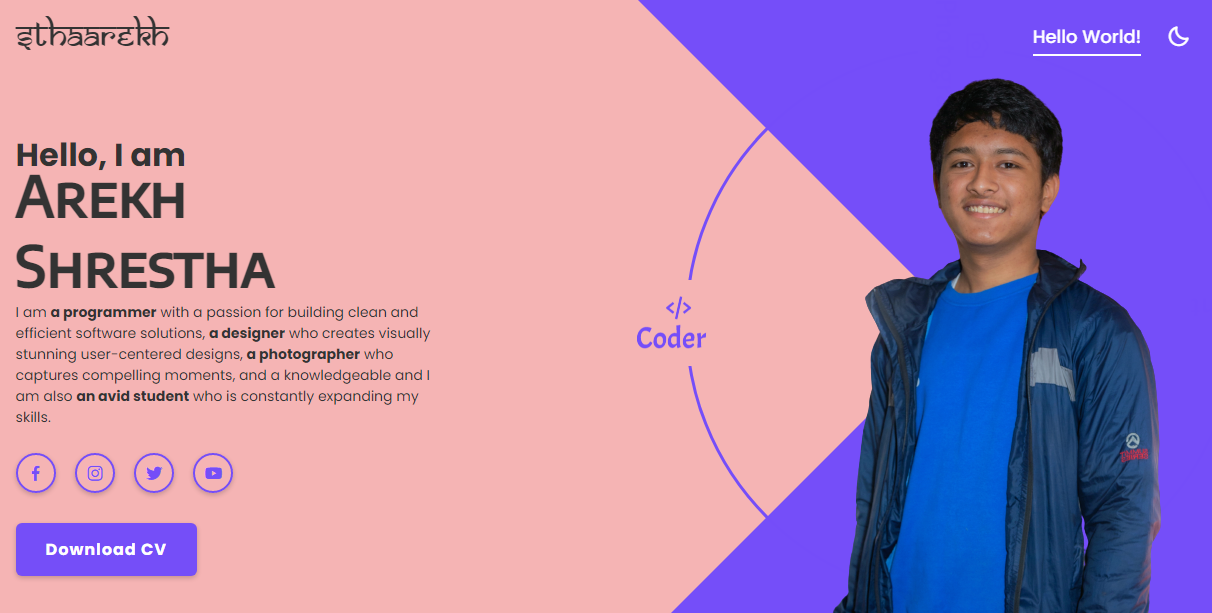 sthaarekh
Hello World!
Hello, I am
AREKH
SHRESTHA
I am a programmer with a passion for building clean and
efficient software solutions, a designer who creates visually
stunning user-centered designs, a photographer who
captures compelling moments, and a knowledgeable and I
am also an avid student who is constantly expanding my
skills.
</>
Coder
Download CV